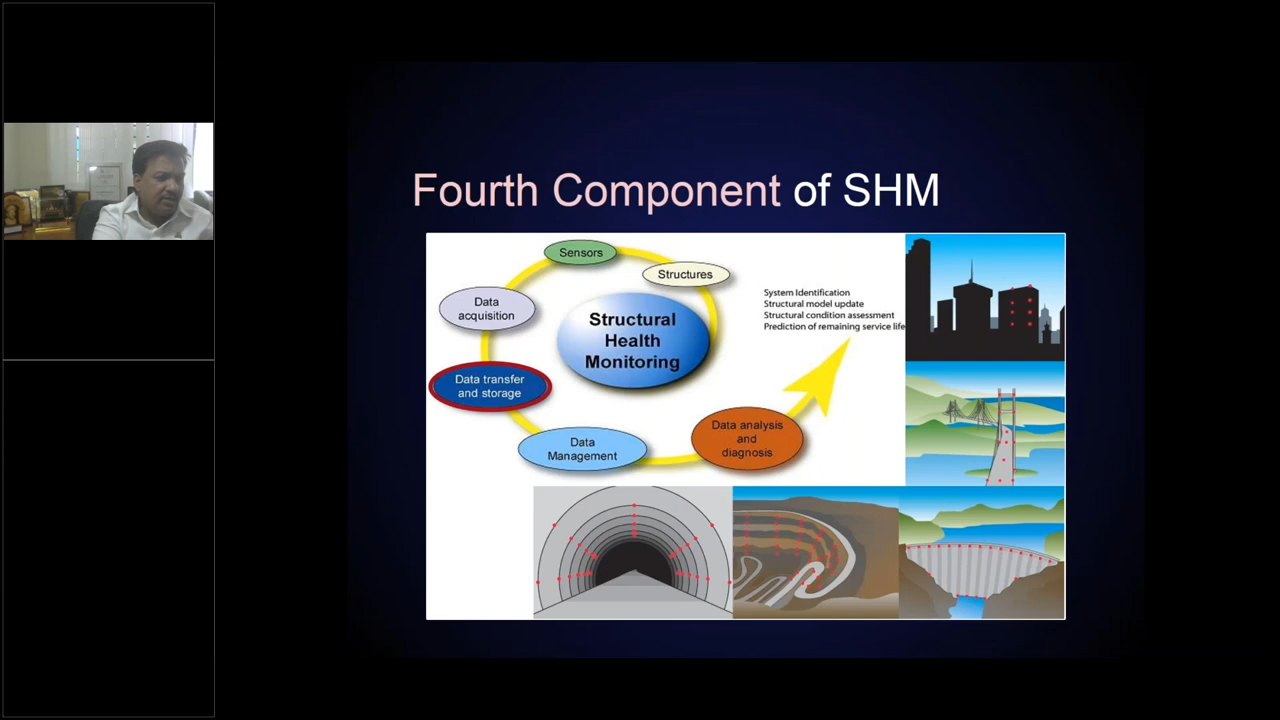 Fourth Component of SHM
Sensors
Structures
Data
acquisition
Structural
Health
Monitoring
System Identification
Structural model update
Structural condition assessment
Prediction of remaining service life
Data transfer
and storage
Data
Management
Data analysis
and
diagnosis